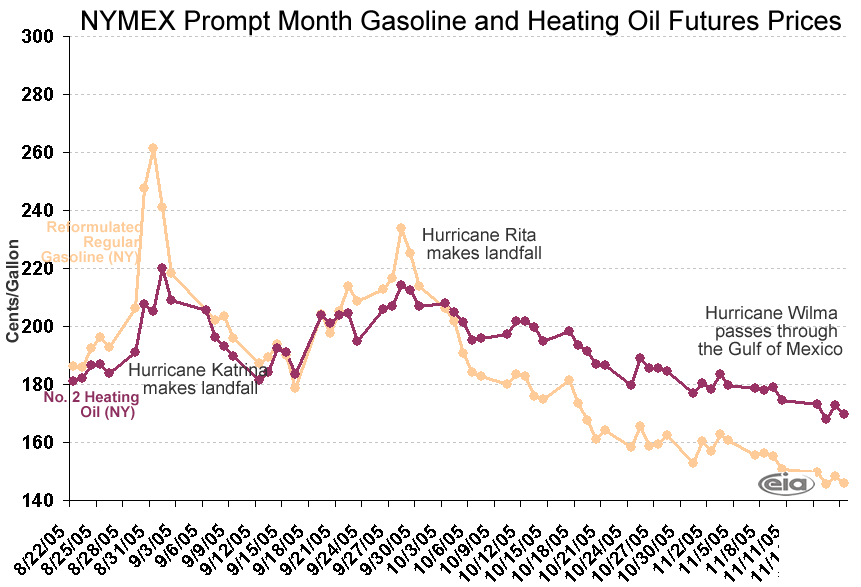 NYMEX Prompt Month Gasoline and Heating Oil Futures Prices
300
280
260
240
220
200
180
160
140
Cents/Gallon
Reformulated
Regular
Gasoline (NY)
No. 2 Heating
Oil (NY)
Hurricane Katrina
makes landfall
Hurricane Rita
makes landfall
Hurricane Wilma
passes through
the Gulf of Mexico
eia
8/22/05
8/25/05
8/28/05
8/31/05
9/3/05
9/6/05
9/9/05
9/12/05
9/15/05
9/18/05
9/21/05
9/24/05
9/27/05
9/30/05
10/3/05
10/6/05
10/9/05
10/12/05
10/15/05
10/18/05
10/21/05
10/24/05
10/27/05
10/30/05
11/2/05
11/5/05
11/8/05
11/11/05
11/1